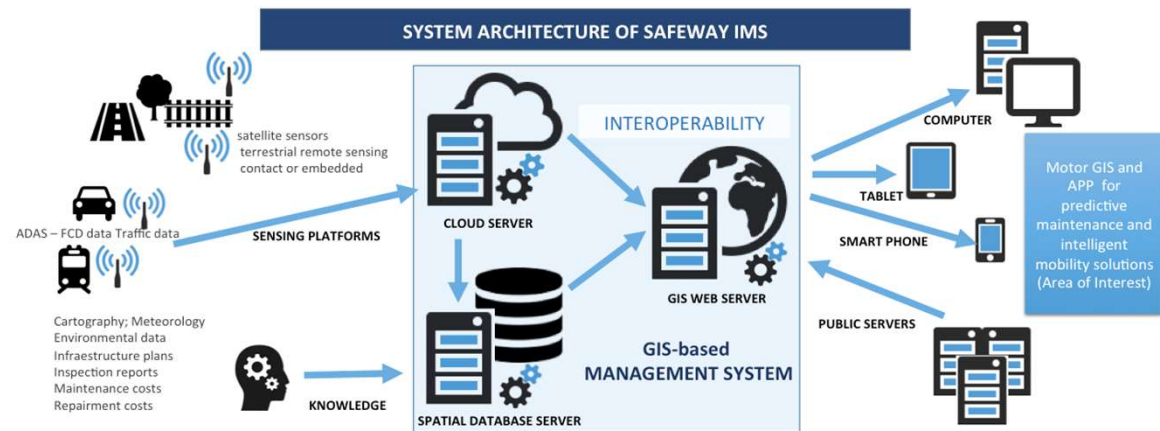 SYSTEM ARCHITECTURE OF SAFEWAY IMS
satellite sensors
terrestrial remote sensing
contact or embedded
ADAS – FCD data Traffic data
SENSING PLATFORMS
Cartography; Meteorology
Environmental data
Infraestructure plans
Inspection reports
Maintenance costs
Repairment costs
KNOWLEDGE
CLOUD SERVER
SPATIAL DATABASE SERVER
INTEROPERABILITY
GIS WEB SERVER
GIS-based
MANAGEMENT SYSTEM
COMPUTER
TABLET
SMART PHONE
PUBLIC SERVERS
Motor GIS and
APP for
predictive
maintenance and
intelligent
mobility solutions
(Area of Interest)